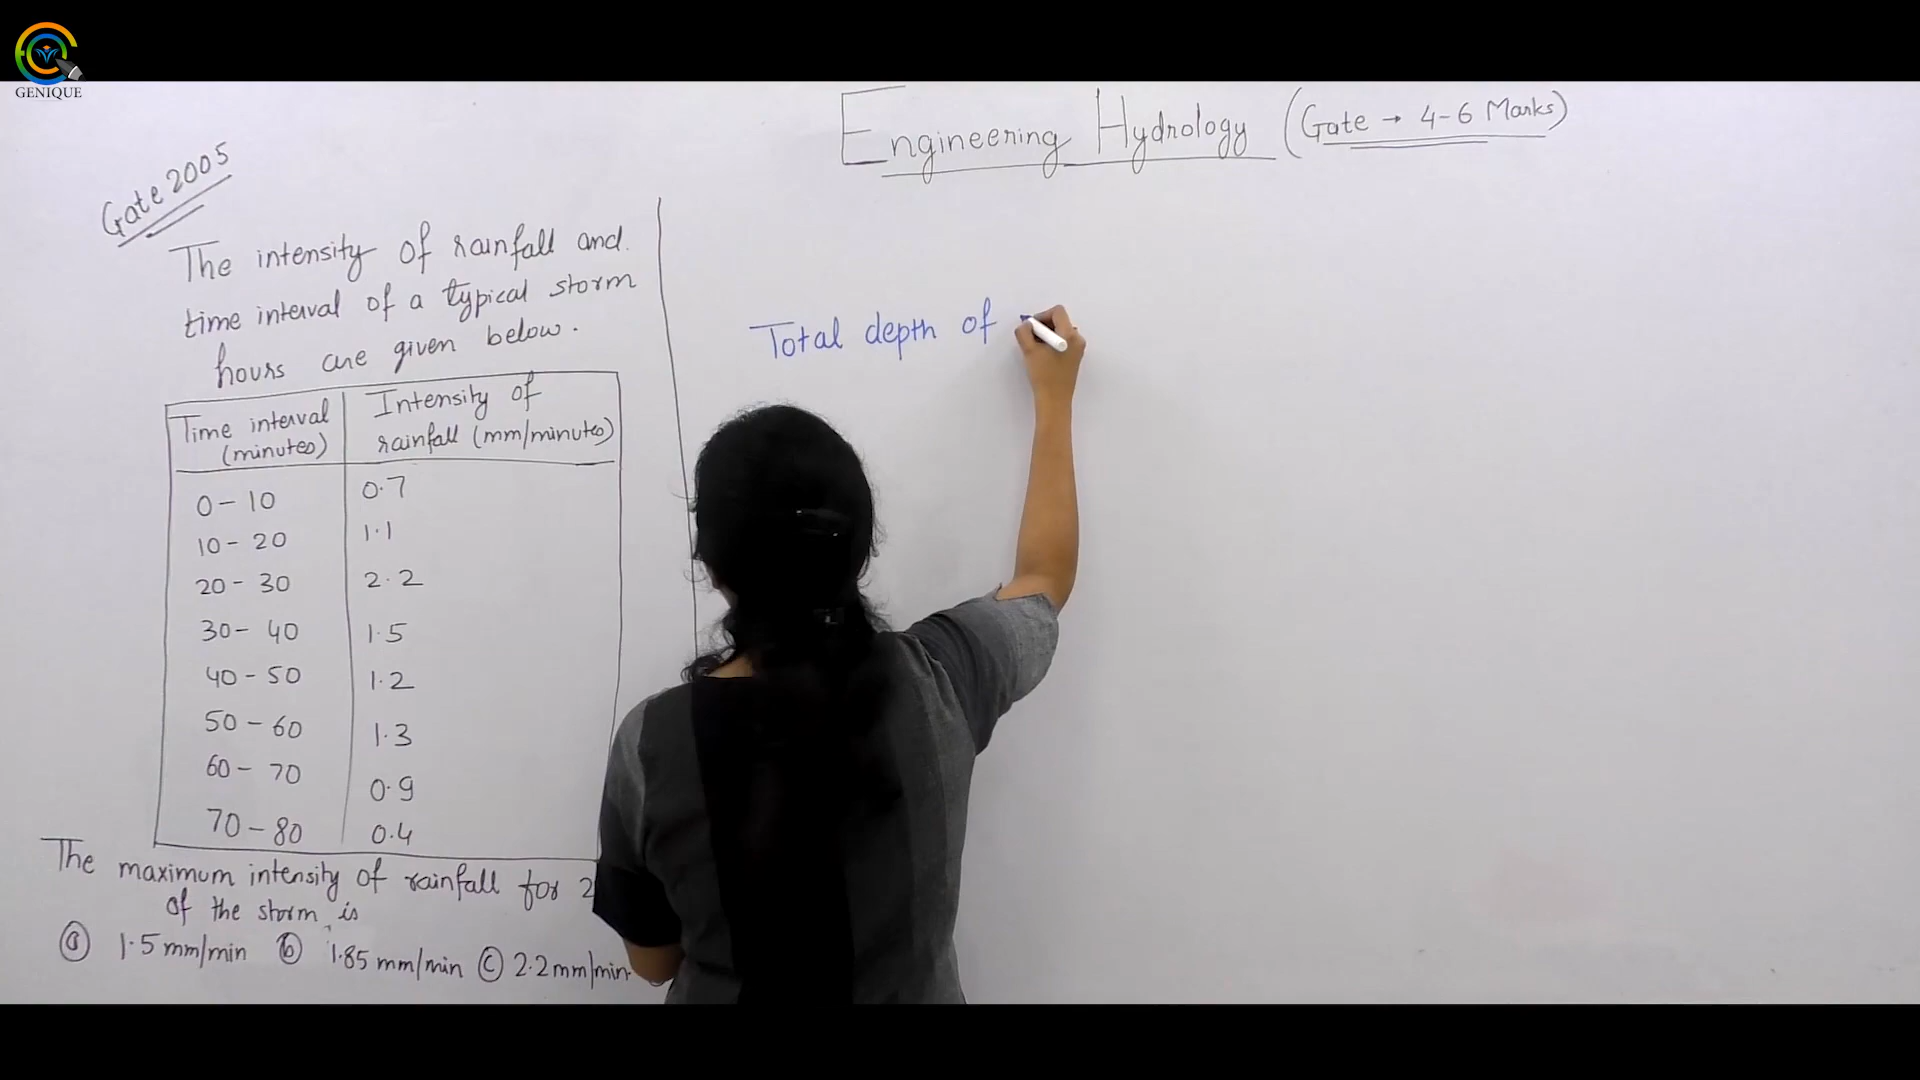 GENIQUE
Engineering Hydrology (Gate → 4-6 Marks)
Gate 2005
The intensity of rainfall and
time interval of a typical storm
hours are given below.
Time interval (minutes) Intensity of rainfall (mm/minutes)
0-10 0.7
10-20 1.1
20-30 2.2
30-40 1.5
40-50 1.2
50-60 1.3
60-70 0.9
70-80 0.4
The maximum intensity of rainfall for 2
of the storm is
(a) 1.5 mm/min (b) 1.85 mm/min (c) 2.2 mm/min
Total depth of